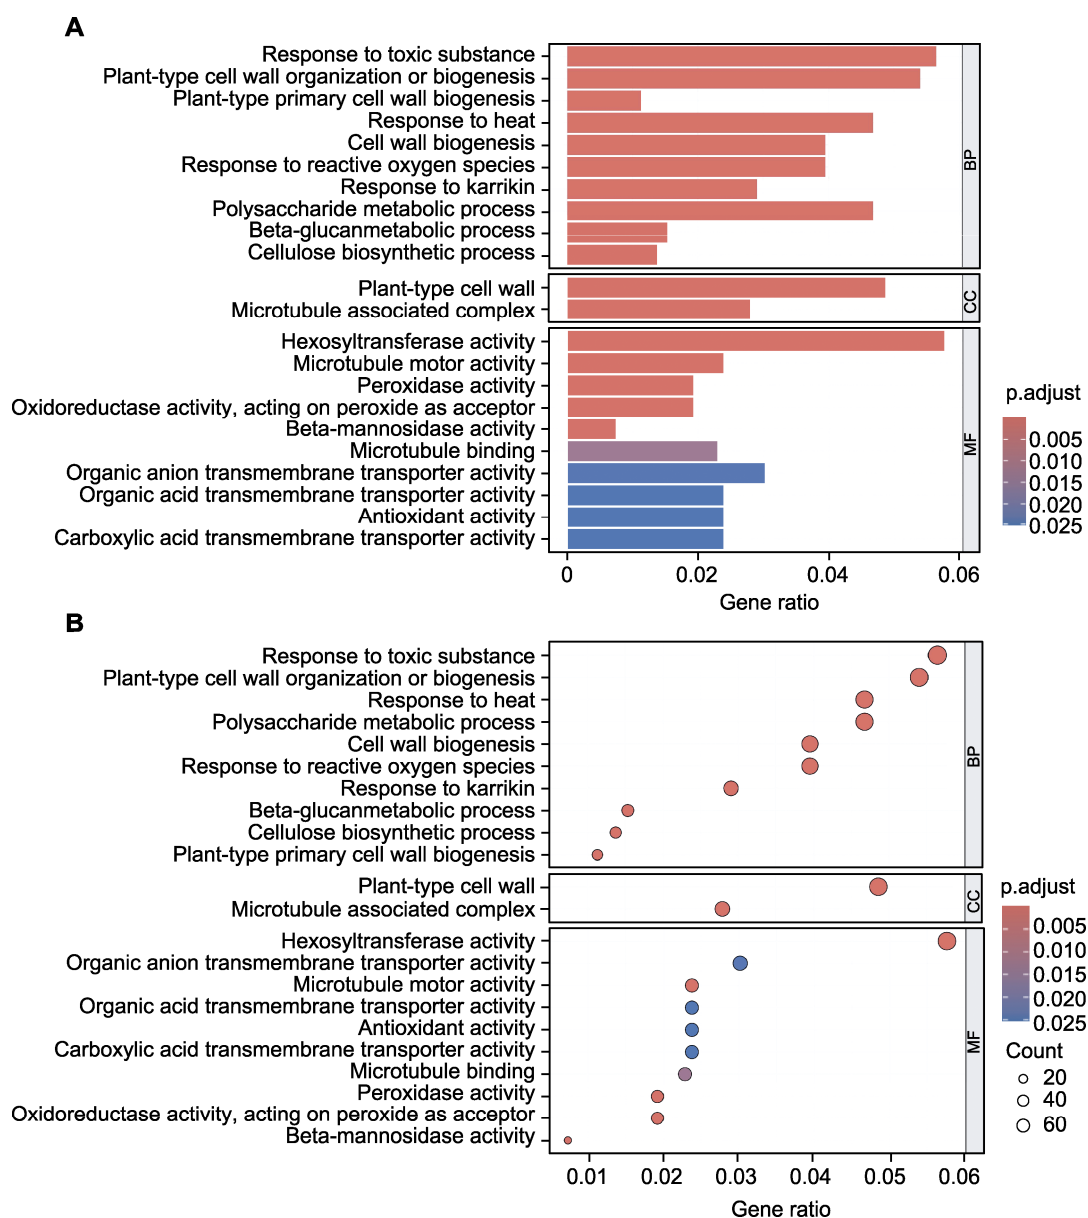 A
Response to toxic substance
Plant-type cell wall organization or biogenesis
Plant-type primary cell wall biogenesis
Response to heat
Cell wall biogenesis
Response to reactive oxygen species
Response to karrikin
Polysaccharide metabolic process
Beta-glucanmetabolic process
Cellulose biosynthetic process
BP
Plant-type cell wall
Microtubule associated complex
CC
Hexosyltransferase activity
Microtubule motor activity
Peroxidase activity
Oxidoreductase activity, acting on peroxide as acceptor
Beta-mannosidase activity
Microtubule binding
Organic anion transmembrane transporter activity
Organic acid transmembrane transporter activity
Antioxidant activity
Carboxylic acid transmembrane transporter activity
MF
0 0.02 0.04 0.06
Gene ratio
p.adjust
0.005
0.010
0.015
0.020
0.025
B
Response to toxic substance
Plant-type cell wall organization or biogenesis
Response to heat
Polysaccharide metabolic process
Cell wall biogenesis
Response to reactive oxygen species
Response to karrikin
Beta-glucanmetabolic process
Cellulose biosynthetic process
Plant-type primary cell wall biogenesis
BP
Plant-type cell wall
Microtubule associated complex
CC
Hexosyltransferase activity
Organic anion transmembrane transporter activity
Microtubule motor activity
Organic acid transmembrane transporter activity
Antioxidant activity
Carboxylic acid transmembrane transporter activity
Microtubule binding
Peroxidase activity
Oxidoreductase activity, acting on peroxide as acceptor
Beta-mannosidase activity
MF
0.01 0.02 0.03 0.04 0.05 0.06
Gene ratio
p.adjust
0.005
0.010
0.015
0.020
0.025
Count
20
40
60